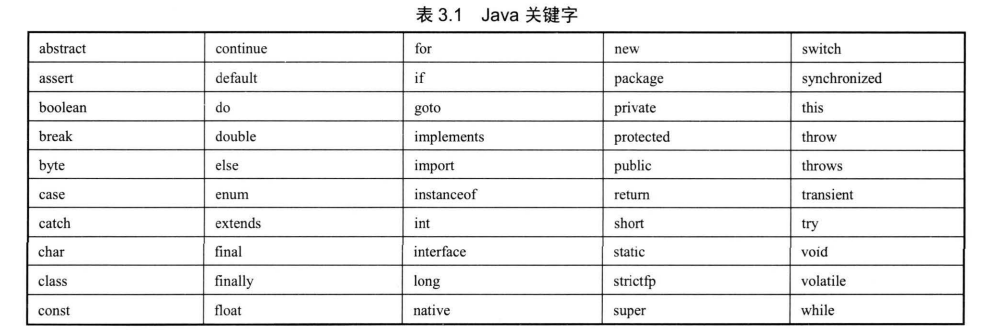 表 3.1 Java 关键字
abstract continue for new switch
assert default if package synchronized
boolean do goto private this
break double implements protected throw
byte else import public throws
case enum instanceof return transient
catch extends int short try
char final interface static void
class finally long strictfp volatile
const float native super while